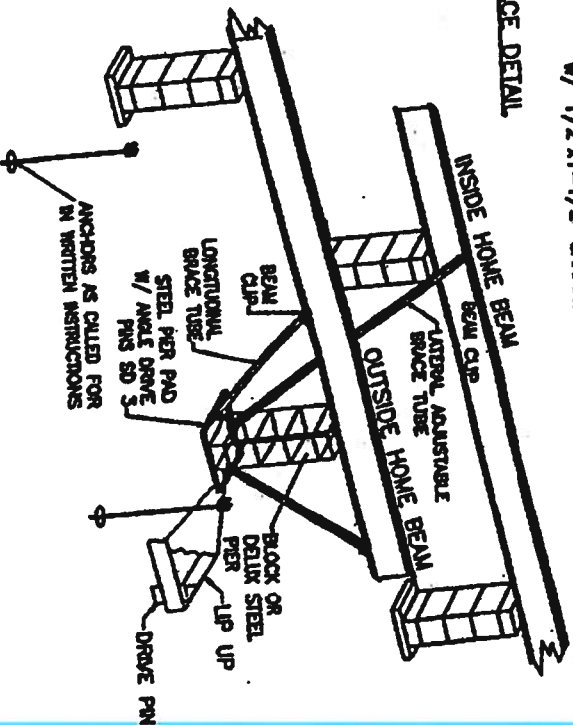 W/ 1/2 X
CE DETAIL
INSIDE HOME BEAM
BEAM CLIP
LATERAL ADJUSTABLE
BRACE TUBE
OUTSIDE HOME BEAM
BEAM
CLIP
LONGITUDINAL
BRACE TUBE
STEEL PIER PAD
W/ ANGLE DRIVE
PINS SD 3
ANCHORS AS CALLED FOR
IN WRITTEN INSTRUCTIONS
BLOCK OR
DELUX STEEL
PIER
LIP UP
DRIVE PIN